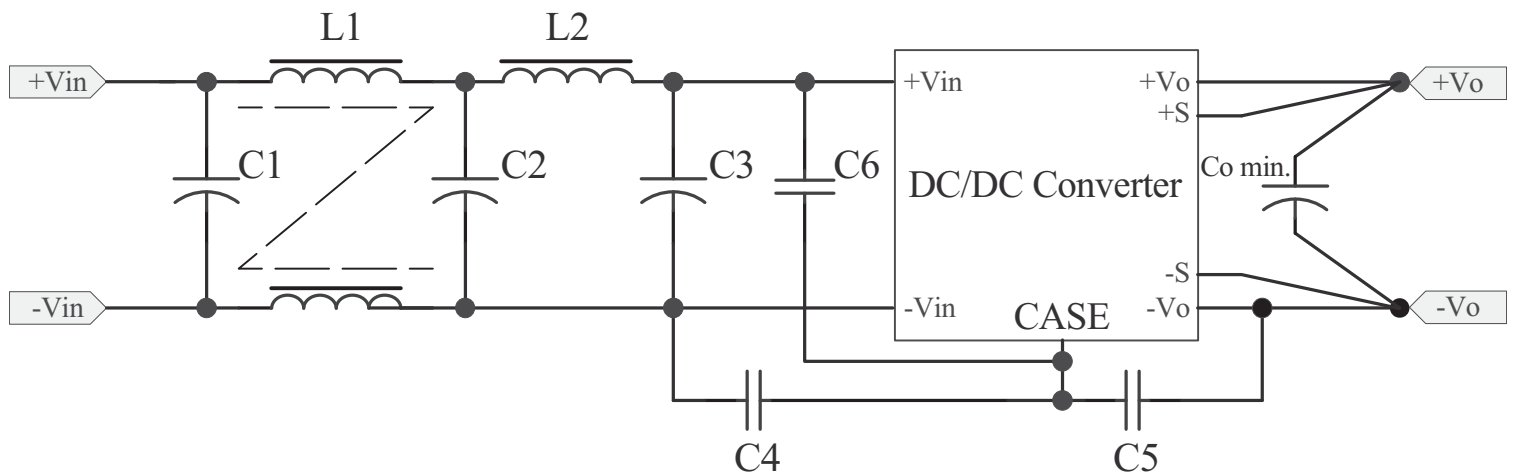 L1
L2
+Vin
+Vin
+Vo
+Vo
+S
C1
C2
C3
C6
DC/DC Converter
Co min.
-S
-Vin
-Vin
CASE
-Vo
-Vo
C4
C5